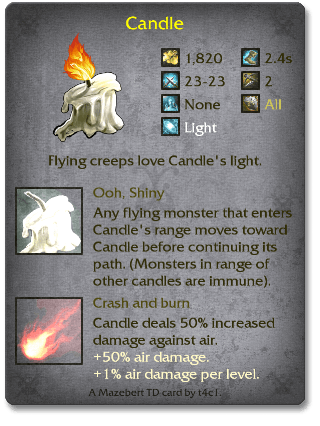 Candle
1,820
2.4s
23-23
2
None
All
Light
Flying creeps love Candle's light.
Ooh, Shiny
Any flying monster that enters
Candle's range moves toward
Candle before continuing its
path. (Monsters in range of
other candles are immune).
Crash and burn
Candle deals 50% increased
damage against air.
+50% air damage.
+1% air damage per level.
A Mazebert TD card by t4c1.